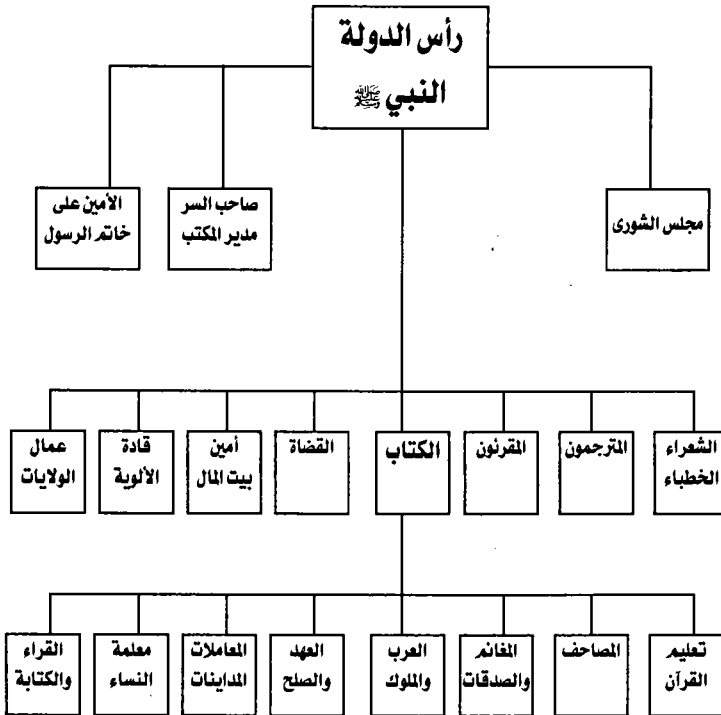 رأس الدولة
النبي ﷺ
مجلس الشورى
صاحب السر
مدير المكتب
الأمين على
خاتم الرسول
الشعراء
الخطباء
المترجمون
المقرئون
الكتاب
القضاة
أمين
بيت المال
قادة
الألوية
عمال
الولايات
تعليم
القرآن
المصاحف
المغانم
والصدقات
العرب
والملوك
العهد
والصلح
المعاملات
المداينات
معلمة
النساء
القراء
والكتابة